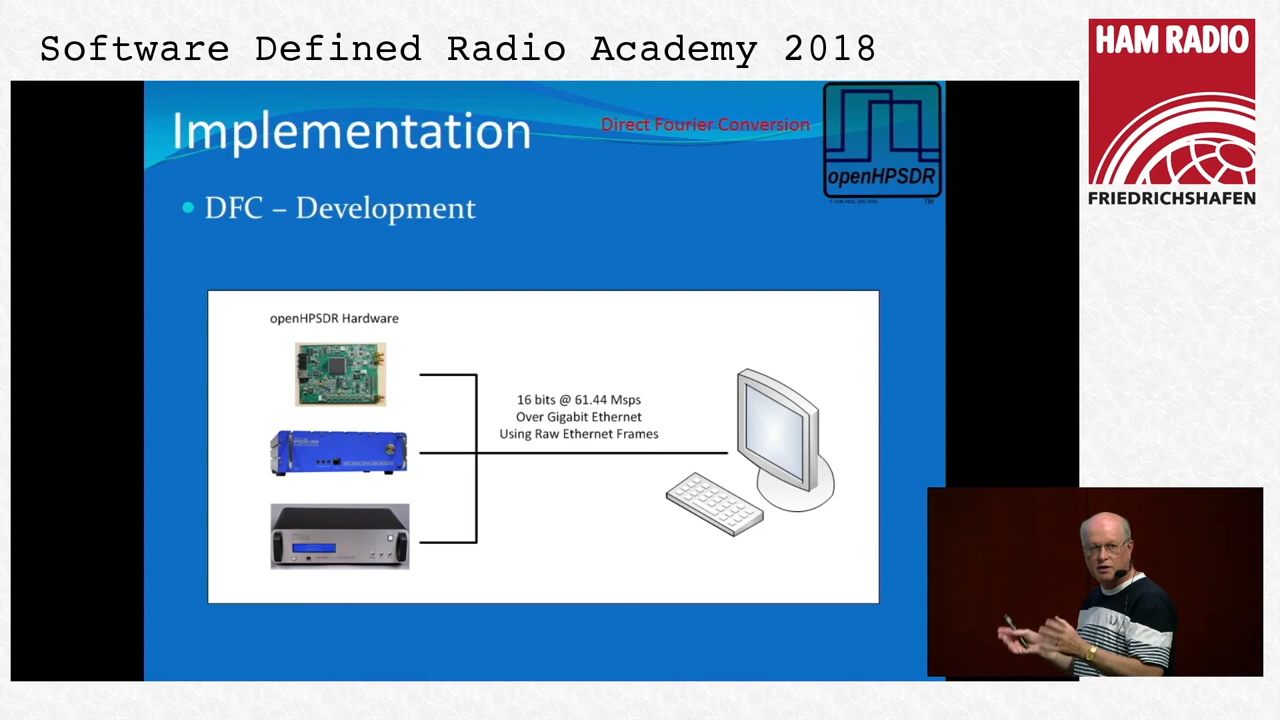 Software Defined Radio Academy 2018
HAM RADIO
FRIEDRICHSHAFEN
Implementation
Direct Fourier Conversion
openHPSDR
TM
• DFC – Development
openHPSDR Hardware
16 bits @ 61.44 Msps
Over Gigabit Ethernet
Using Raw Ethernet Frames